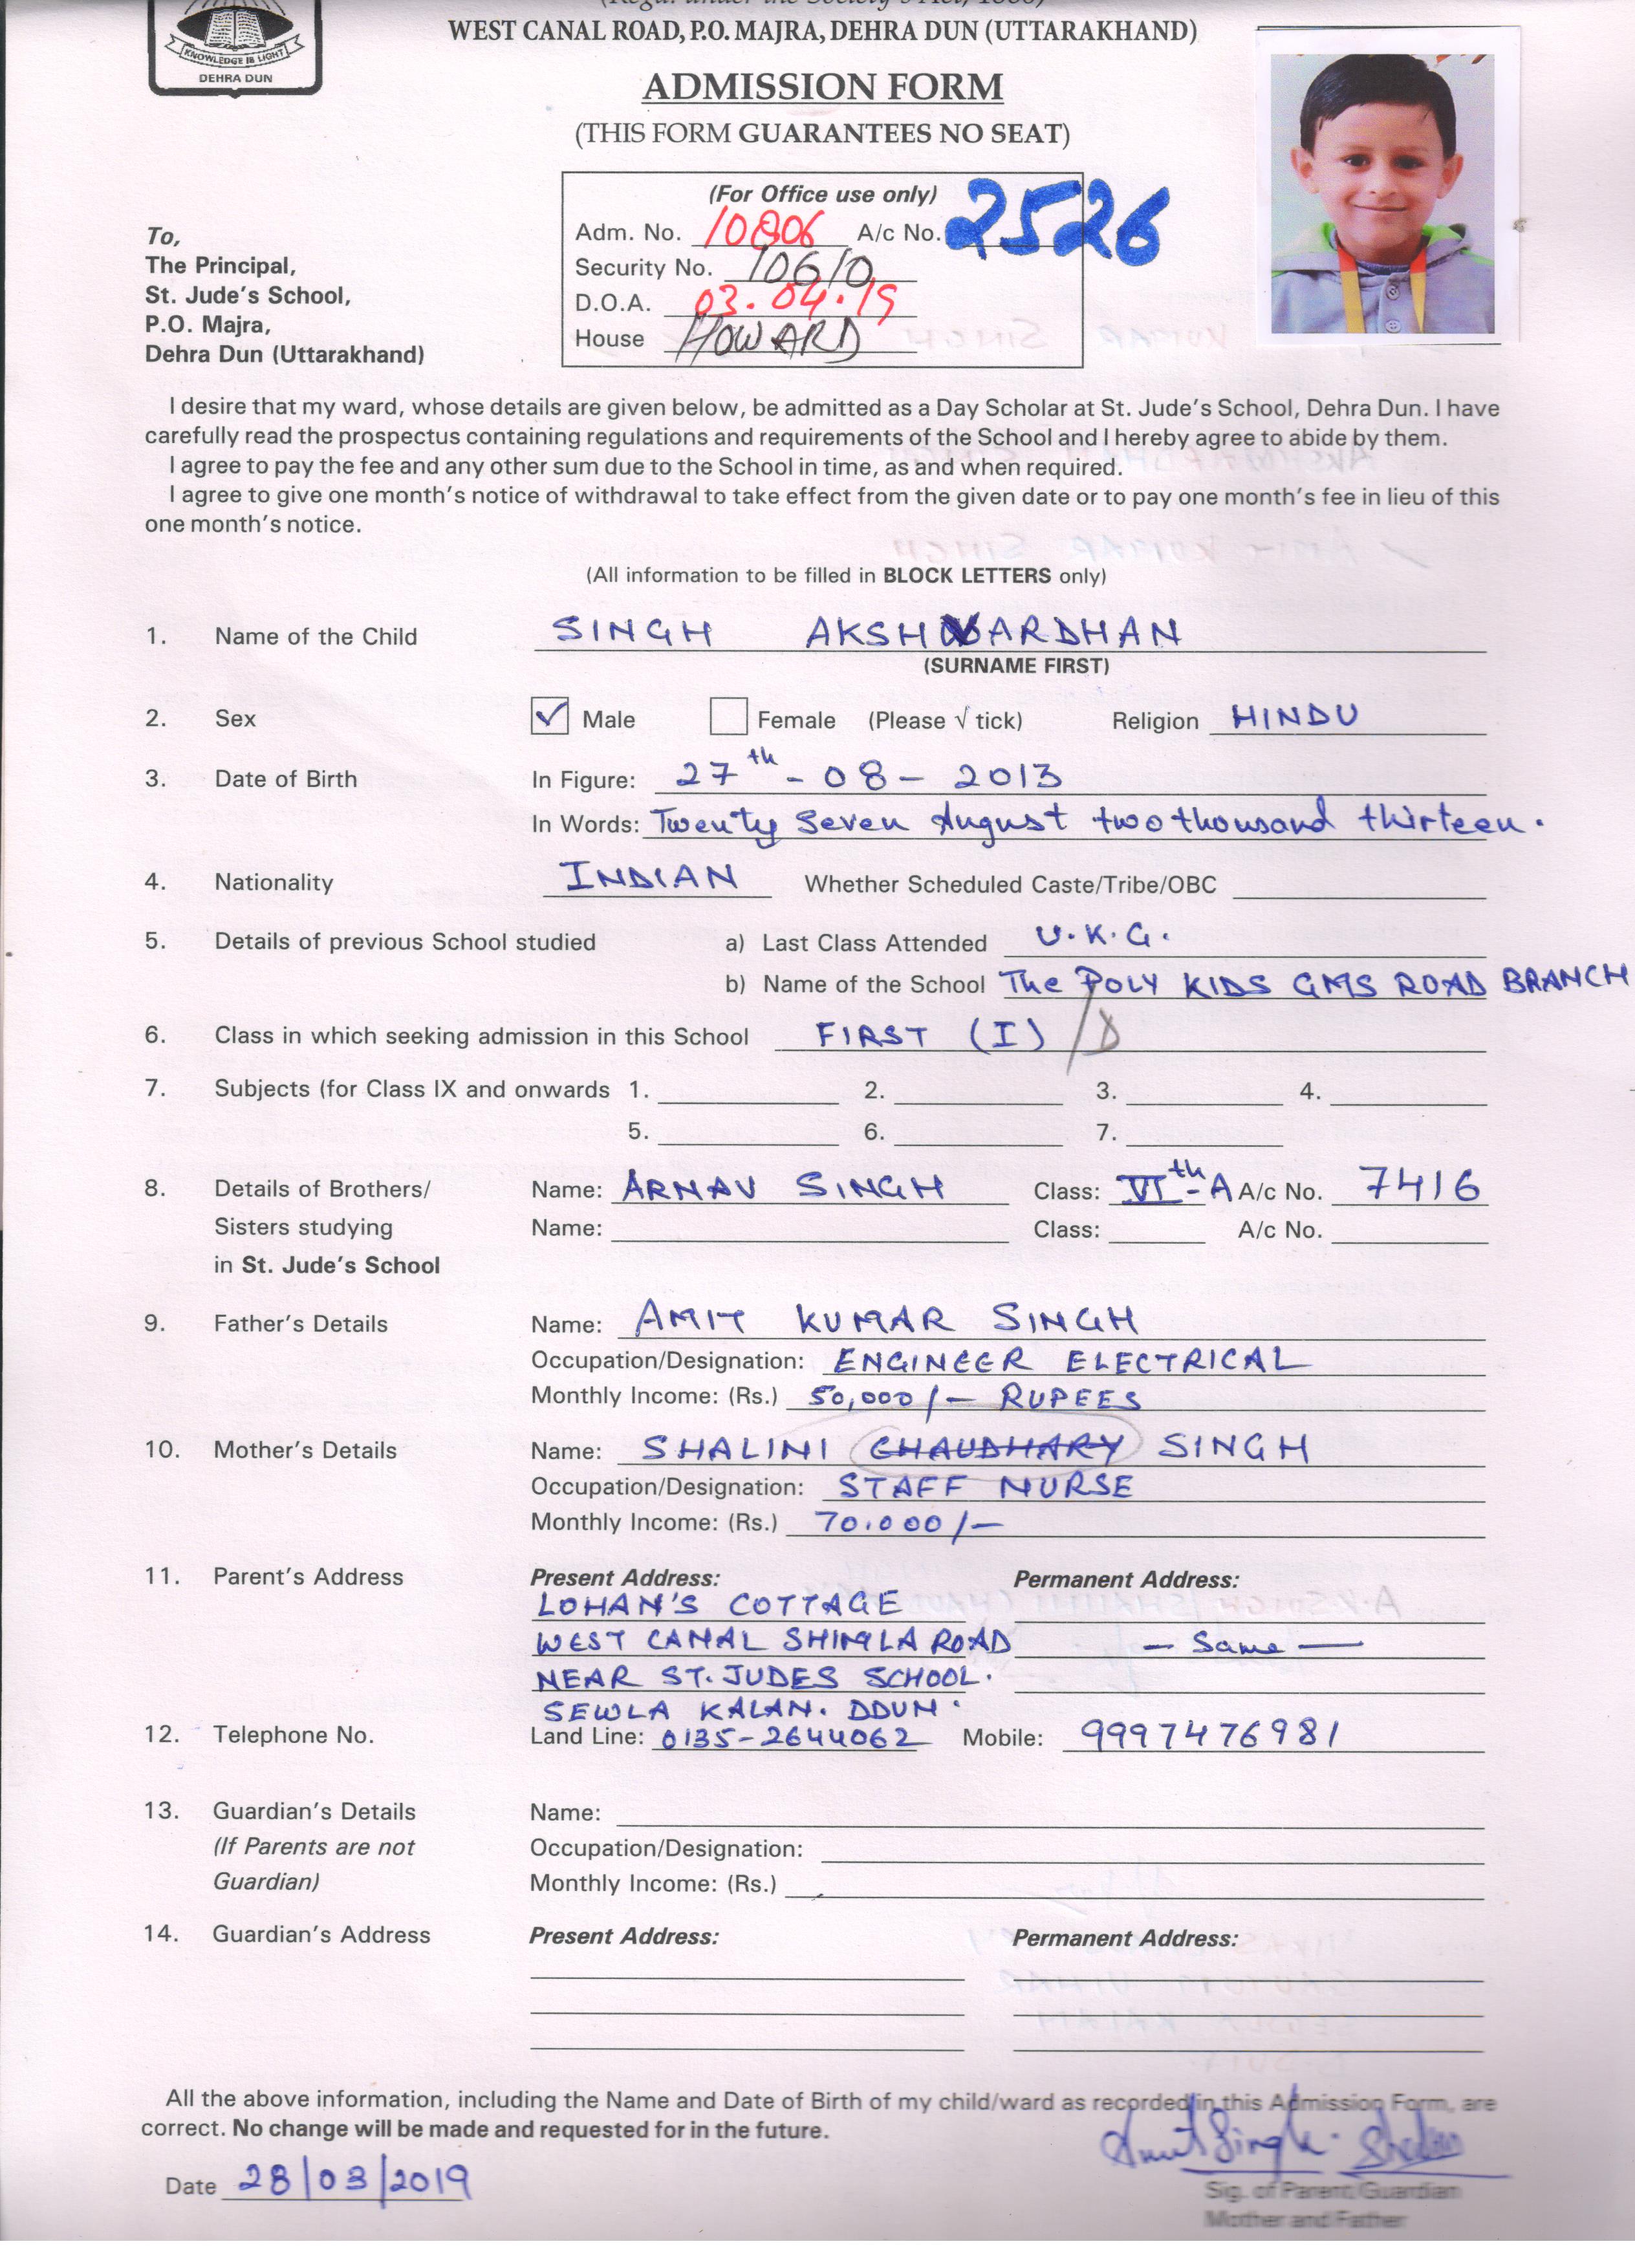 (Regd. under the Society's Act, 1860)
KNOWLEDGE IS LIGHT
DEHRA DUN
WEST CANAL ROAD, P.O. MAJRA, DEHRA DUN (UTTARAKHAND)
ADMISSION FORM
(THIS FORM GUARANTEES NO SEAT)
(For Office use only)
Adm. No. 10806 A/c No. 2526
Security No. 10610
D.O.A. 03.04.19
House HOWARD
To,
The Principal,
St. Jude's School,
P.O. Majra,
Dehra Dun (Uttarakhand)
I desire that my ward, whose details are given below, be admitted as a Day Scholar at St. Jude's School, Dehra Dun. I have
carefully read the prospectus containing regulations and requirements of the School and I hereby agree to abide by them.
I agree to pay the fee and any other sum due to the School in time, as and when required.
I agree to give one month's notice of withdrawal to take effect from the given date or to pay one month's fee in lieu of this
one month's notice.
(All information to be filled in BLOCK LETTERS only)
1. Name of the Child SINGH AKSHVARDHAN
(SURNAME FIRST)
2. Sex ✓ Male Female (Please √ tick) Religion HINDU
3. Date of Birth In Figure: 27th - 08 - 2013
In Words: Twenty Seven August two thousand thirteen.
4. Nationality INDIAN Whether Scheduled Caste/Tribe/OBC
5. Details of previous School studied a) Last Class Attended U.K.G.
b) Name of the School The POLY KIDS GMS ROAD BRANCH
6. Class in which seeking admission in this School FIRST (I) /D
7. Subjects (for Class IX and onwards 1. 2. 3. 4.
5. 6. 7.
8. Details of Brothers/ Name: ARNAV SINGH Class: VIth-A A/c No. 7416
Sisters studying Name: Class: A/c No.
in St. Jude's School
9. Father's Details Name: AMIT KUMAR SINGH
Occupation/Designation: ENGINEER ELECTRICAL
Monthly Income: (Rs.) 50,000/- RUPEES
10. Mother's Details Name: SHALINI CHAUDHARY SINGH
Occupation/Designation: STAFF NURSE
Monthly Income: (Rs.) 70.000/-
11. Parent's Address Present Address: Permanent Address:
LOHAN'S COTTAGE
WEST CANAL SHIMLA ROAD - Same -
NEAR ST. JUDES SCHOOL.
SEWLA KALAN. DDUN.
12. Telephone No. Land Line: 0135-2644062 Mobile: 9997476981
13. Guardian's Details Name:
(If Parents are not Occupation/Designation:
Guardian) Monthly Income: (Rs.)
14. Guardian's Address Present Address: Permanent Address:
All the above information, including the Name and Date of Birth of my child/ward as recorded in this Admission Form, are
correct. No change will be made and requested for in the future.
Amit Singh. Shalini
Date 28/03/2019
Sig. of Parent/Guardian
Mother and Father